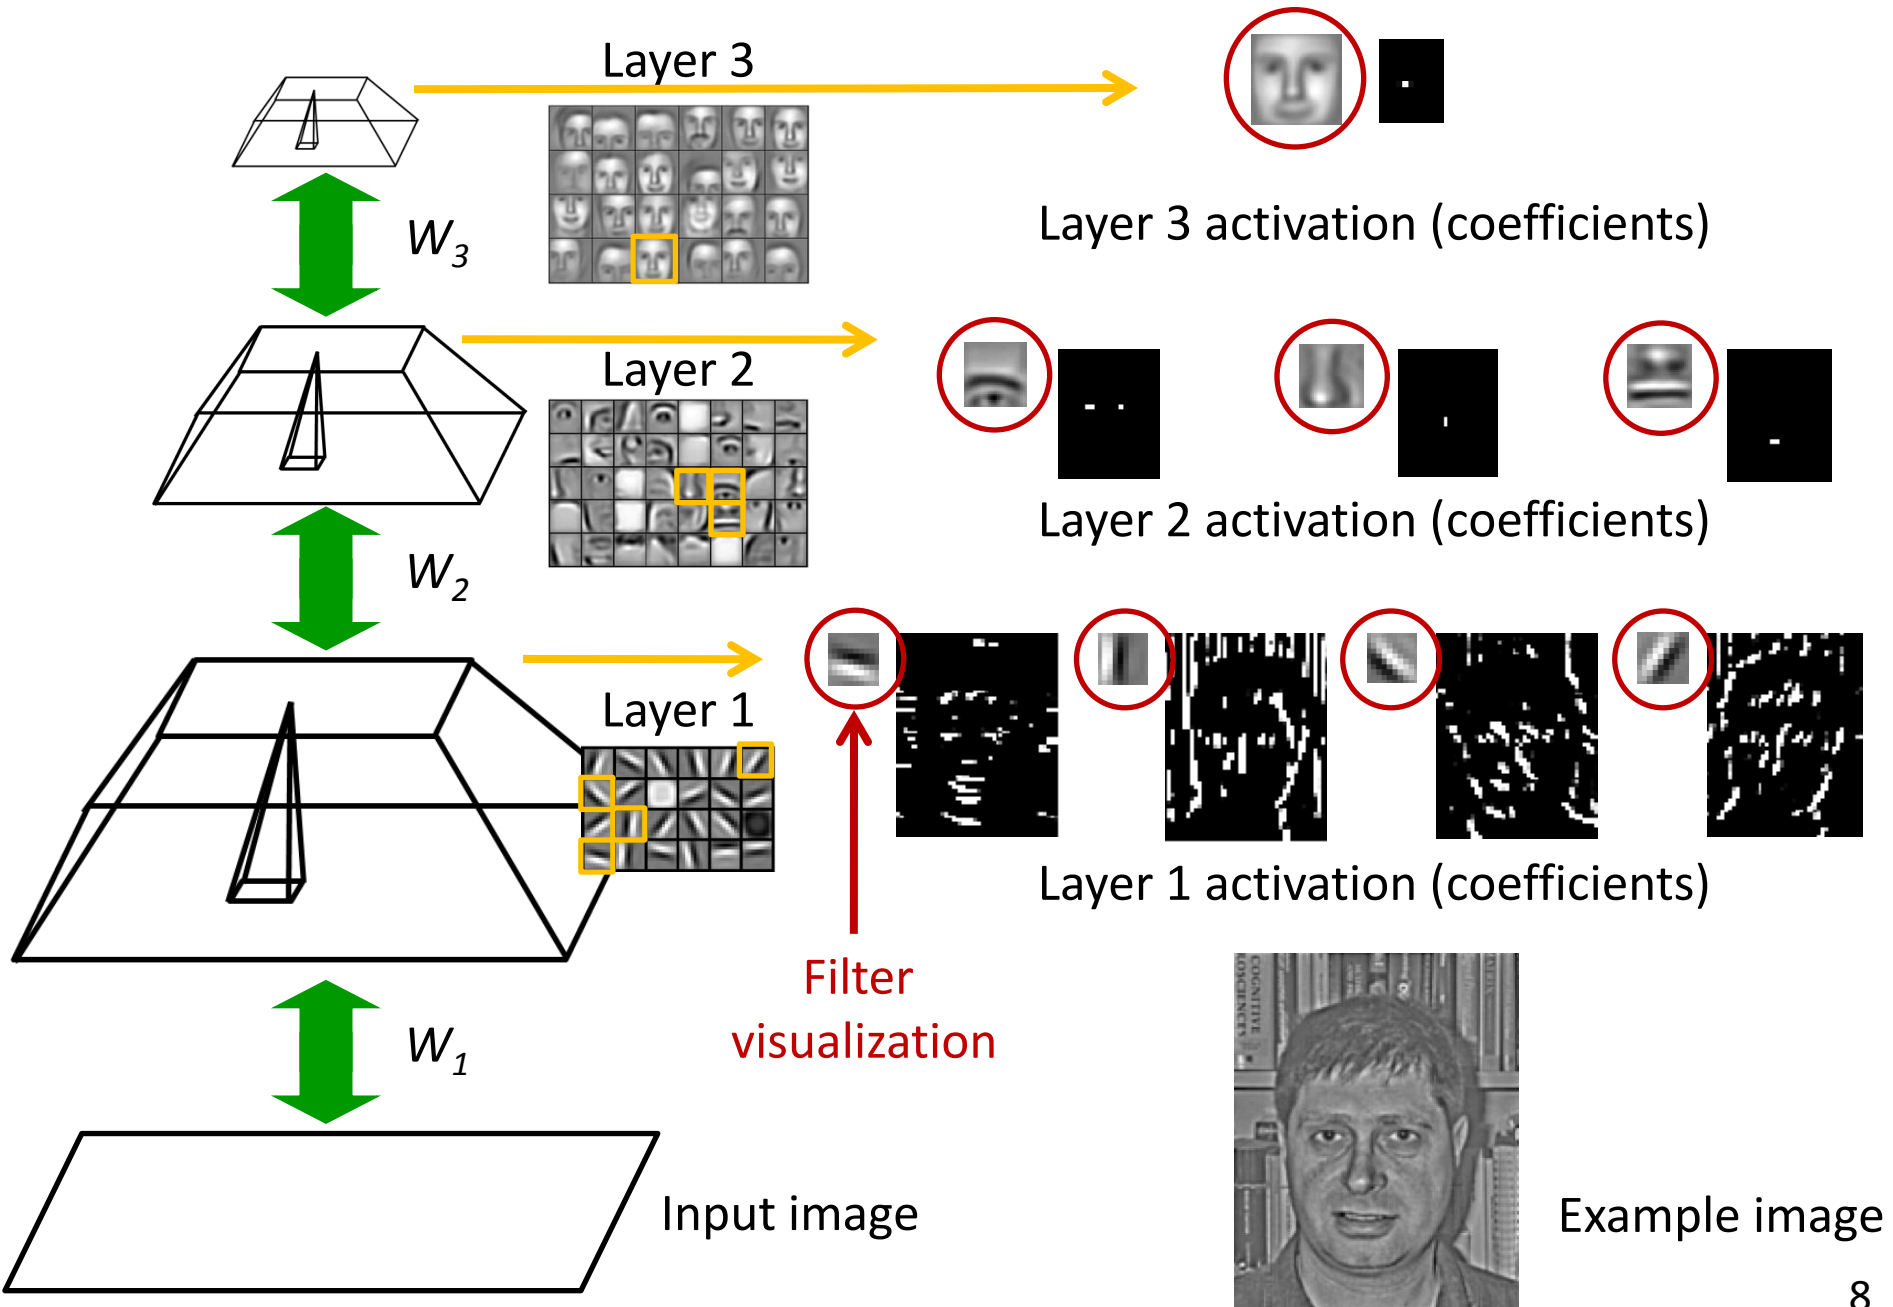 Layer 3
W3
Layer 3 activation (coefficients)
Layer 2
W2
Layer 2 activation (coefficients)
Layer 1
Layer 1 activation (coefficients)
Filter
visualization
W1
COGNITIVE
Input image
Example image
8